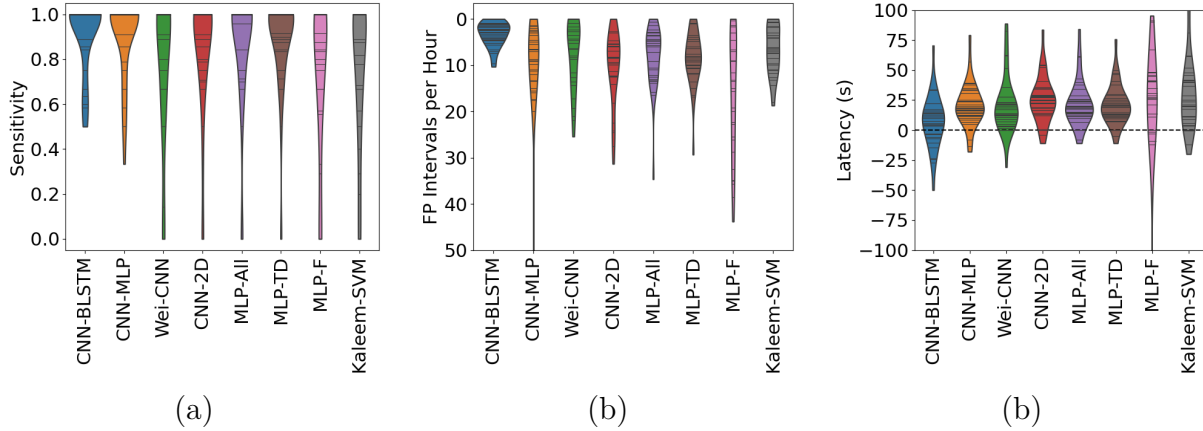 Sensitivity
1.0
0.8
0.6
0.4
0.2
0.0
CNN-BLSTM
CNN-MLP
Wei-CNN
CNN-2D
MLP-All
MLP-TD
MLP-F
Kaleem-SVM
(a)
FP Intervals per Hour
0
10
20
30
40
50
CNN-BLSTM
CNN-MLP
Wei-CNN
CNN-2D
MLP-All
MLP-TD
MLP-F
Kaleem-SVM
(b)
Latency (s)
100
75
50
25
0
−25
−50
−75
−100
CNN-BLSTM
CNN-MLP
Wei-CNN
CNN-2D
MLP-All
MLP-TD
MLP-F
Kaleem-SVM
(b)